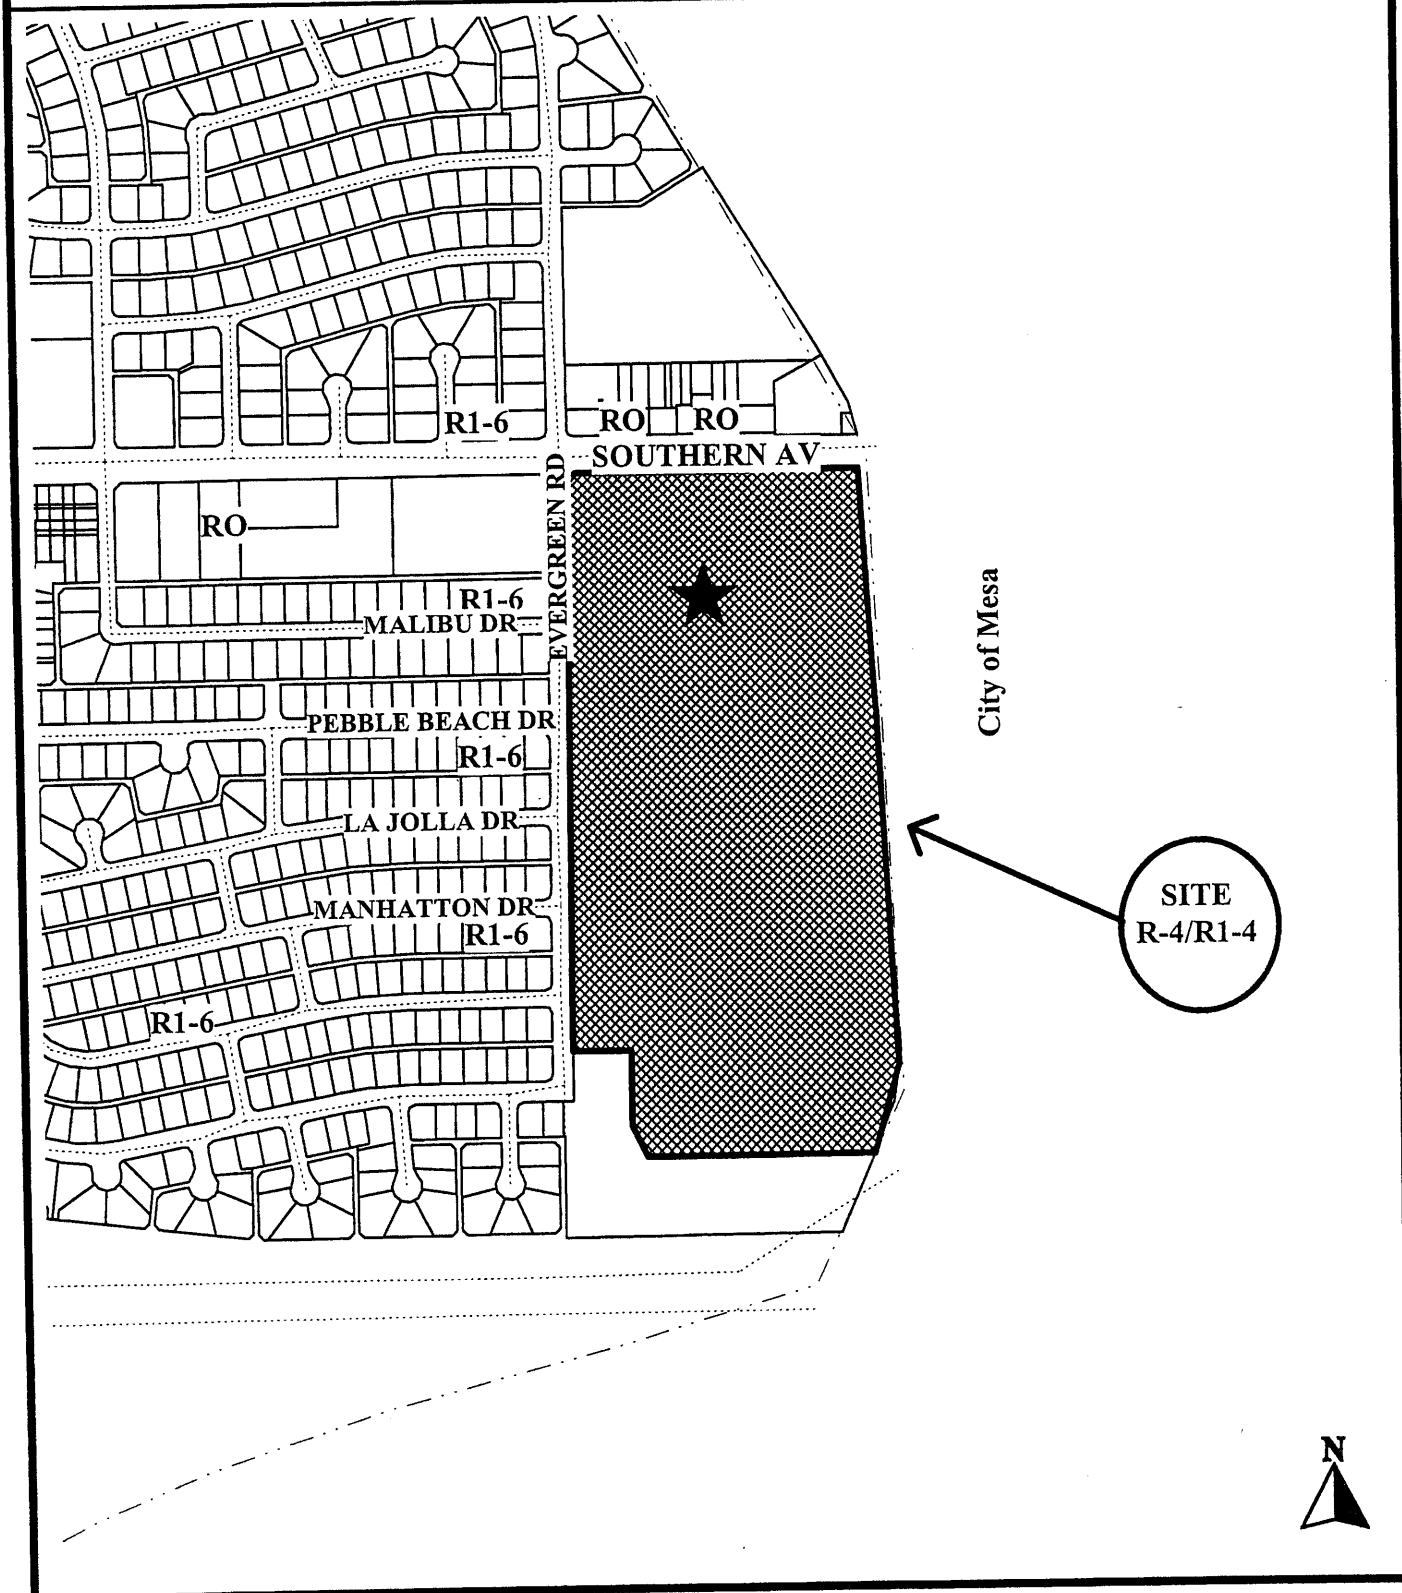 R1-6
RO
RO
SOUTHERN AV
EVERGREEN RD
RO
R1-6
MALIBU DR
City of Mesa
PEBBLE BEACH DR
R1-6
LA JOLLA DR
SITE
R-4/R1-4
MANHATTON DR
R1-6
R1-6
N